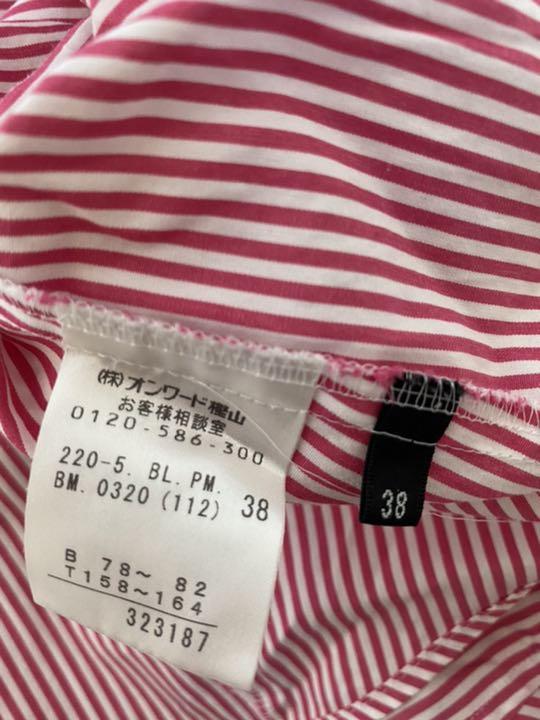 (株)オンワード樫山
お客様相談室
0120-586-300
220-5. BL. PM.
BM. 0320 (112) 38
B 78～ 82
T158～164
323187
38